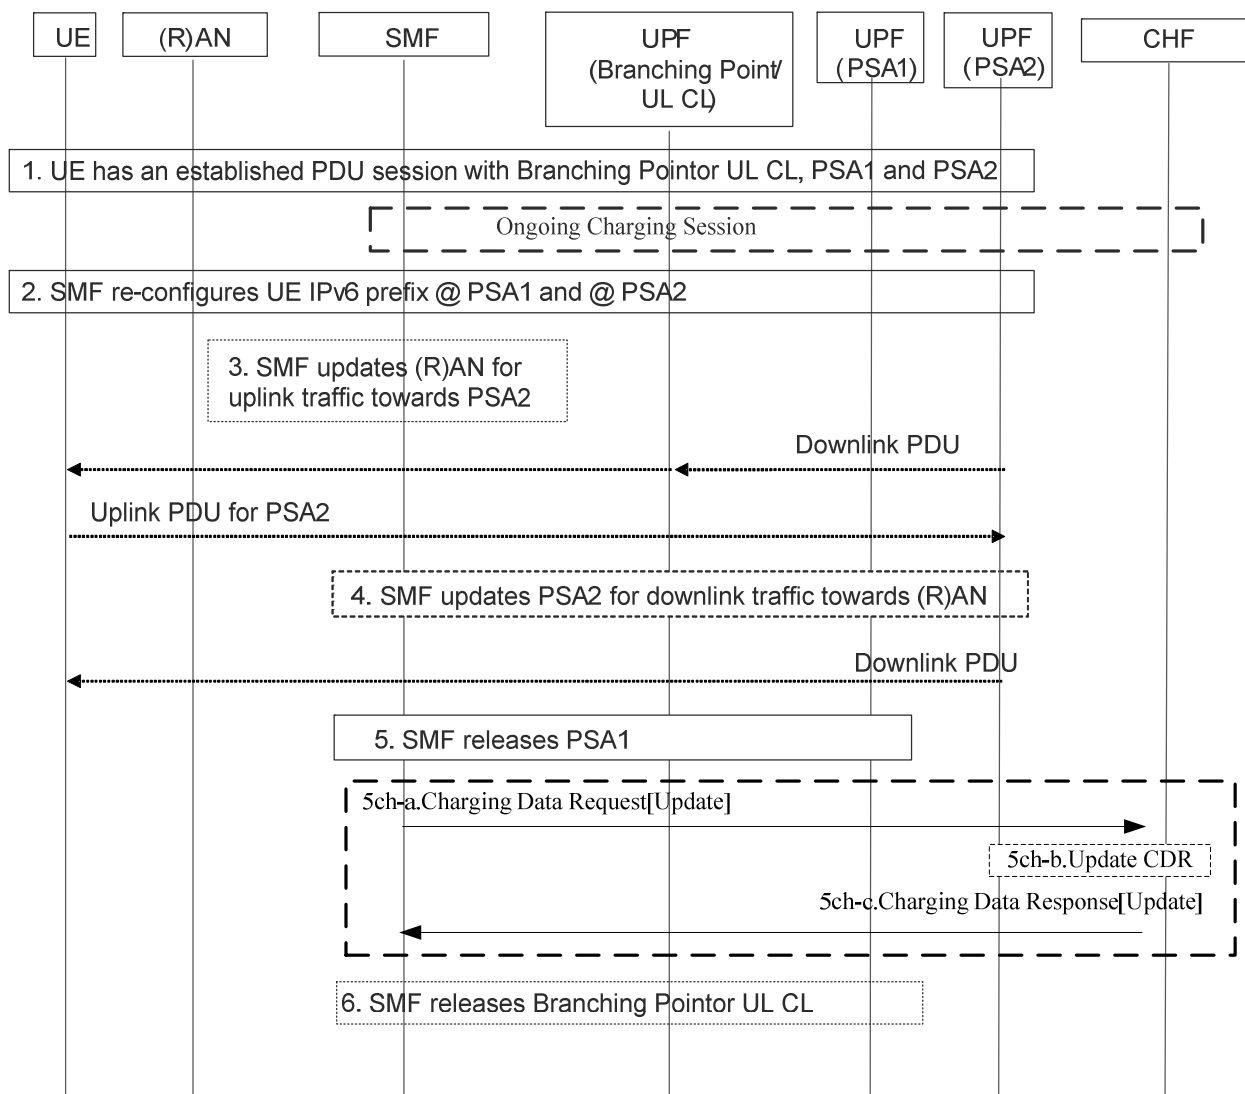 UE
(R)AN
SMF
UPF
(Branching Point/
UL CL)
UPF
(PSA1)
UPF
(PSA2)
CHF
1. UE has an established PDU session with Branching Pointor UL CL, PSA1 and PSA2
Ongoing Charging Session
2. SMF re-configures UE IPv6 prefix @ PSA1 and @ PSA2
3. SMF updates (R)AN for
uplink traffic towards PSA2
Downlink PDU
Uplink PDU for PSA2
4. SMF updates PSA2 for downlink traffic towards (R)AN
Downlink PDU
5. SMF releases PSA1
5ch-a.Charging Data Request[Update]
5ch-b.Update CDR
5ch-c.Charging Data Response[Update]
6. SMF releases Branching Pointor UL CL